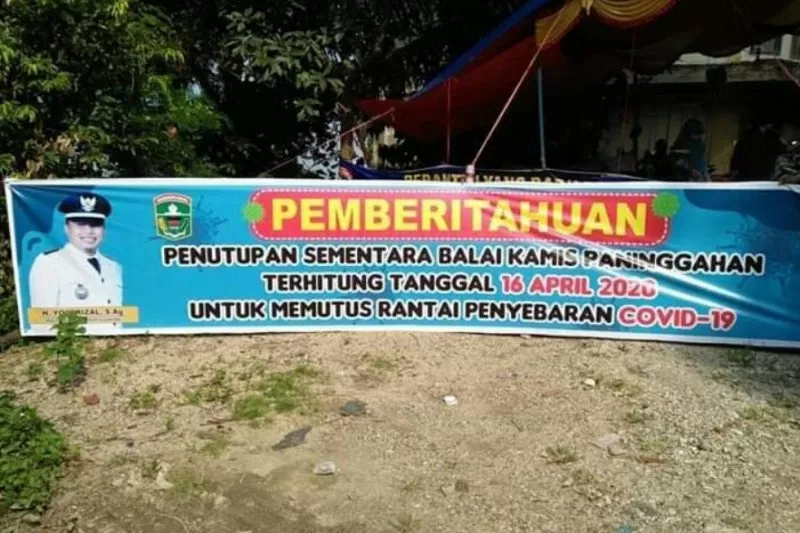 PEMBERITAHUAN
PENUTUPAN SEMENTARA BALAI KAMIS PANINGGAHAN
TERHITUNG TANGGAL 16 APRIL 2020
UNTUK MEMUTUS RANTAI PENYEBARAN COVID-19